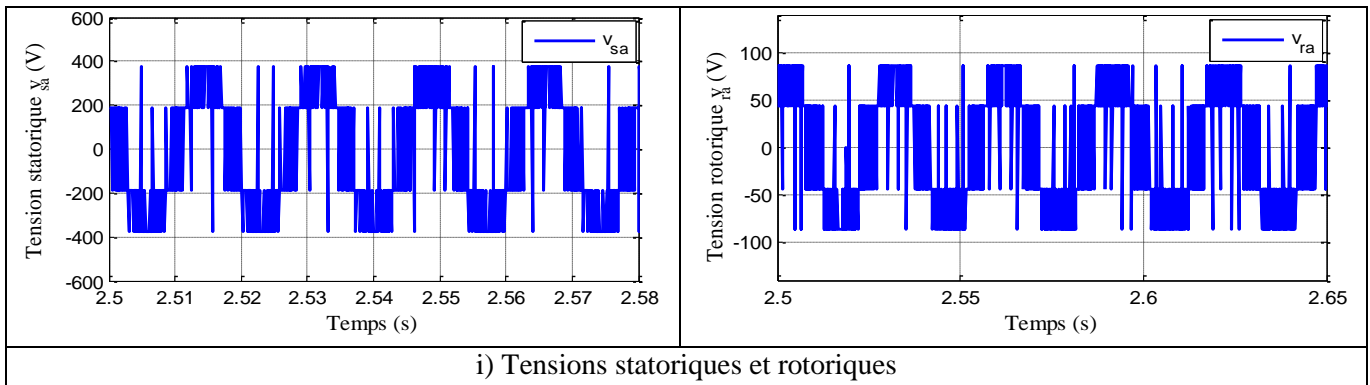 600
400
200
0
-200
-400
-600
Tension statorique v_sa (V)
v_sa
2.5 2.51 2.52 2.53 2.54 2.55 2.56 2.57 2.58
Temps (s)
100
50
0
-50
-100
Tension rotorique v_ra (V)
v_ra
2.5 2.55 2.6 2.65
Temps (s)
i) Tensions statoriques et rotoriques